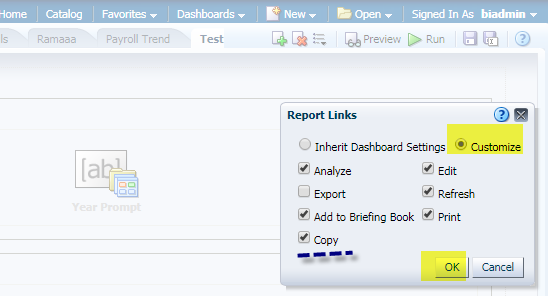 Home Catalog Favorites Dashboards New Open Signed In As biadmin
ls Ramaaa Payroll Trend Test Preview Run
Report Links
Inherit Dashboard Settings Customize
Analyze Edit
Export Refresh
Add to Briefing Book Print
Copy
[ab]
Year Prompt
OK Cancel